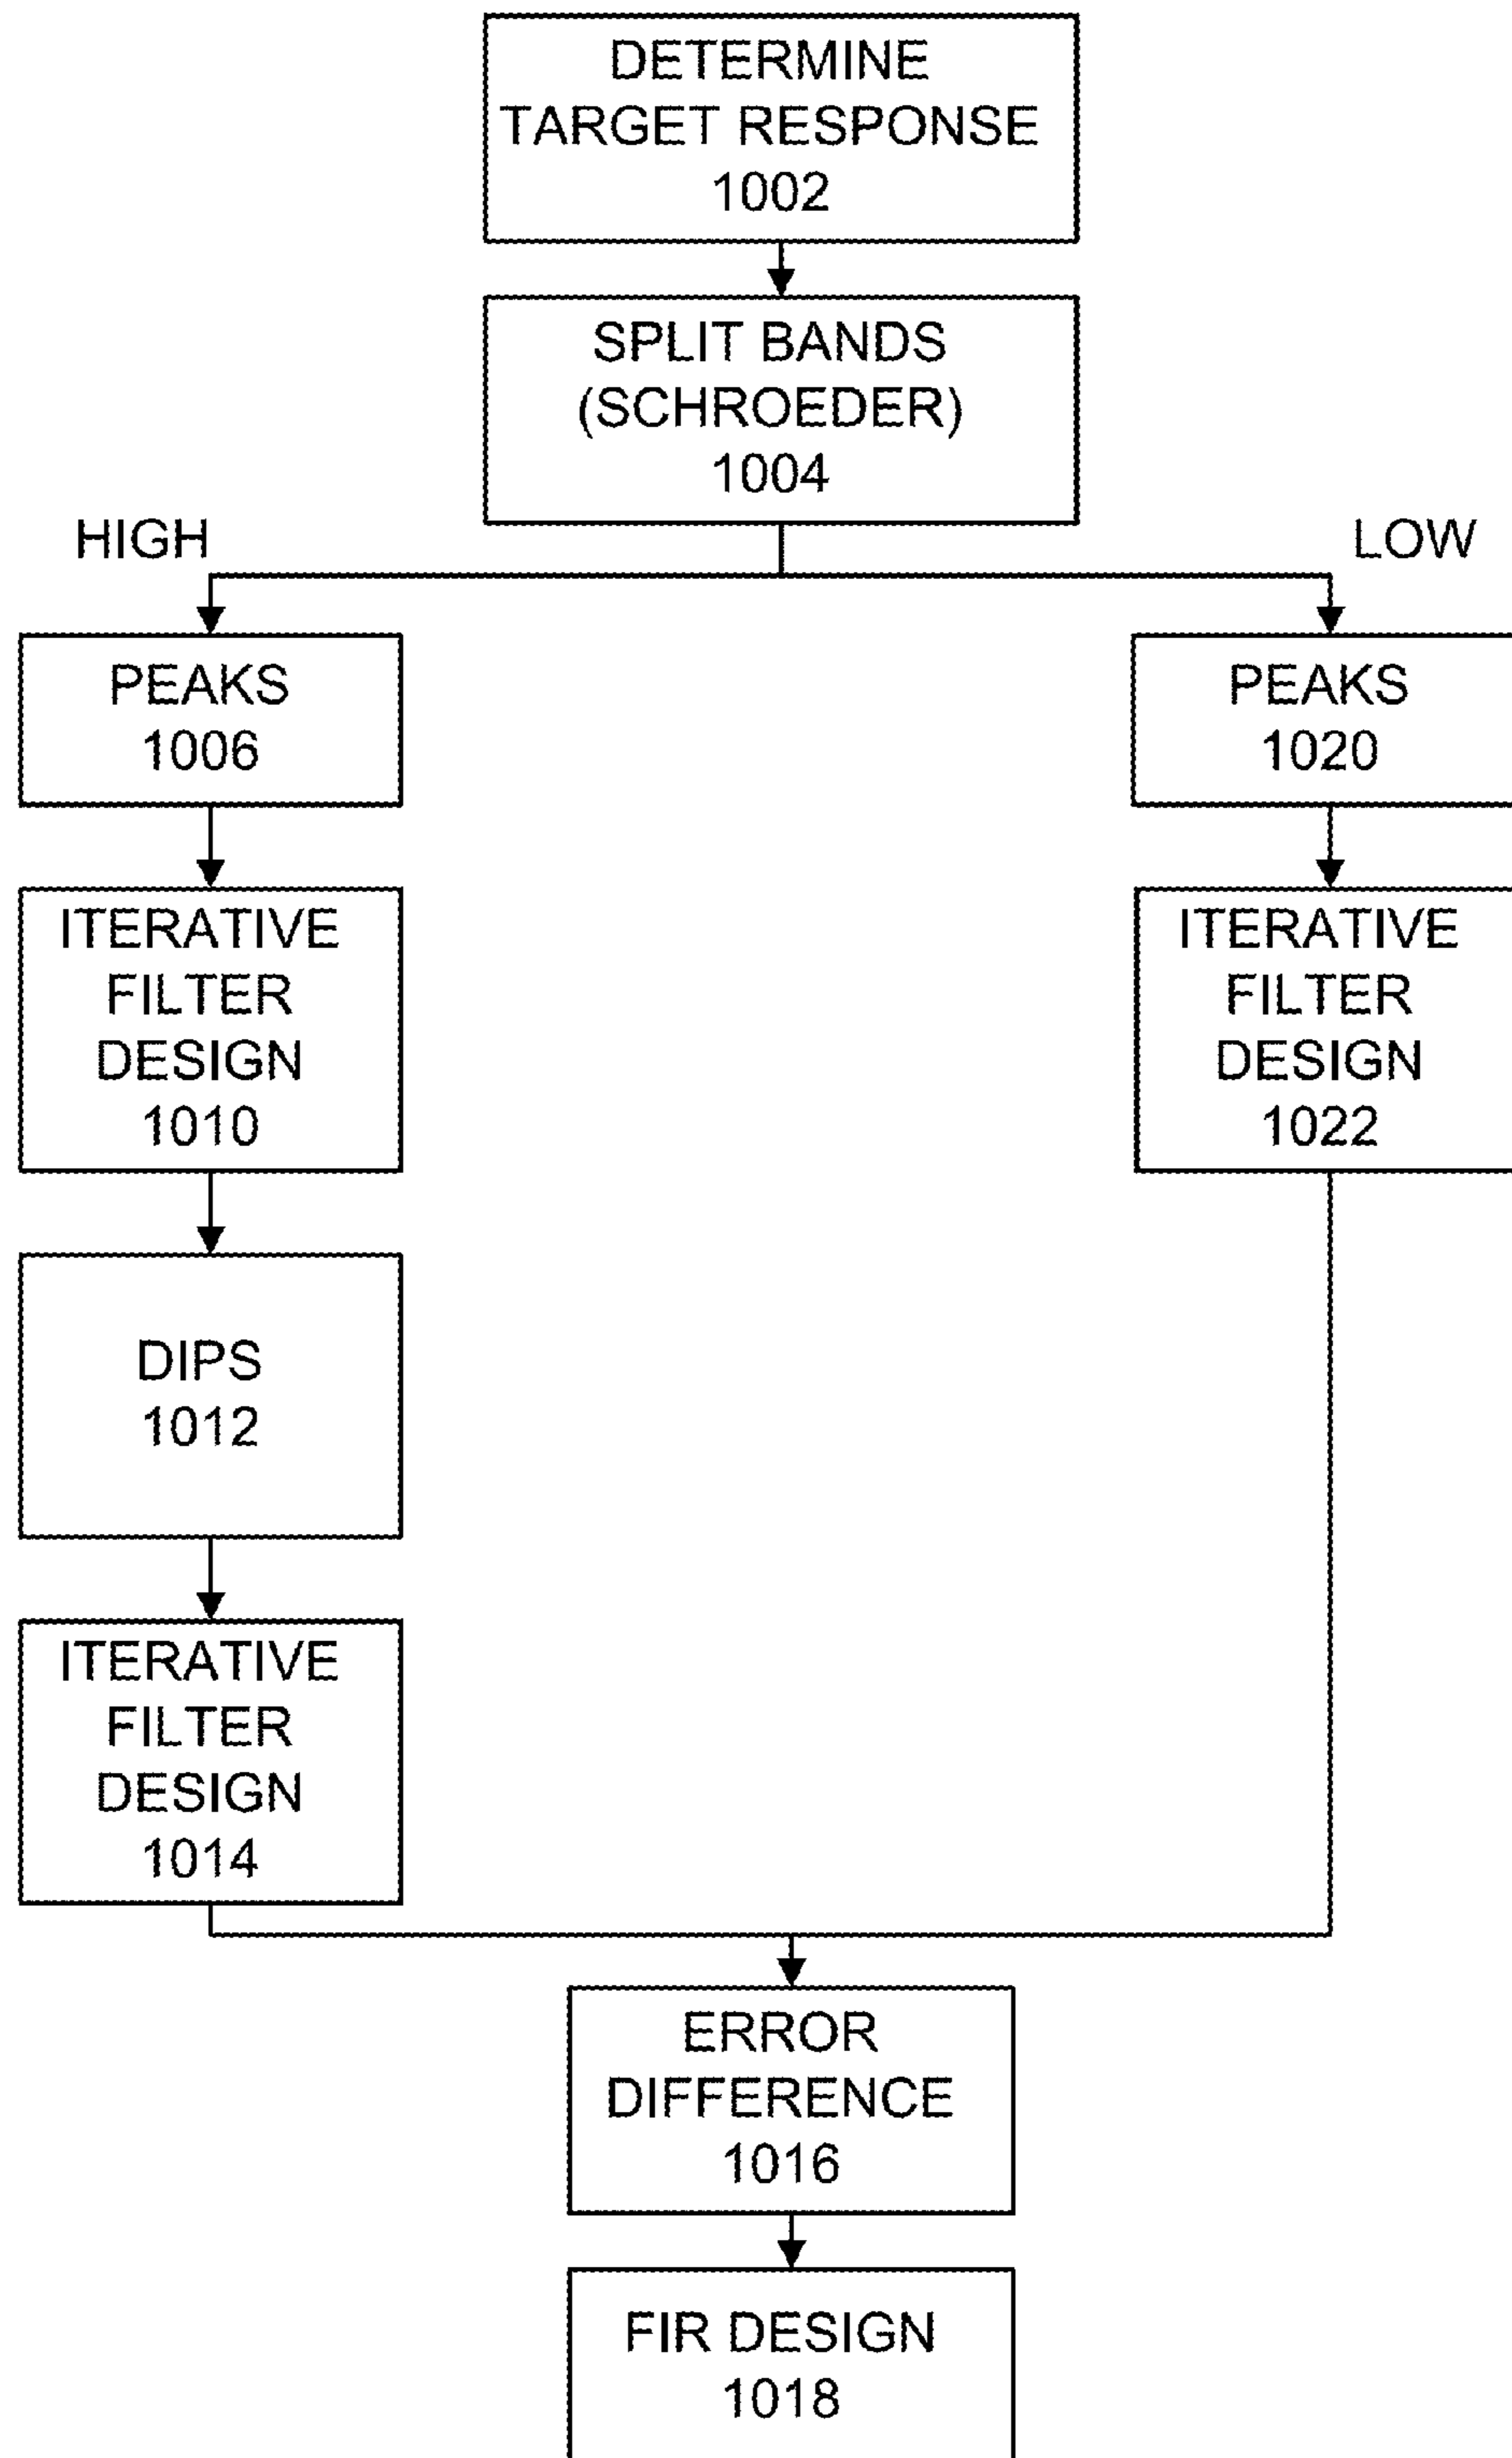 DETERMINE
TARGET RESPONSE
1002
SPLIT BANDS
(SCHROEDER)
1004
HIGH
LOW
PEAKS
1006
PEAKS
1020
ITERATIVE
FILTER
DESIGN
1010
ITERATIVE
FILTER
DESIGN
1022
DIPS
1012
ITERATIVE
FILTER
DESIGN
1014
ERROR
DIFFERENCE
1016
FIR DESIGN
1018